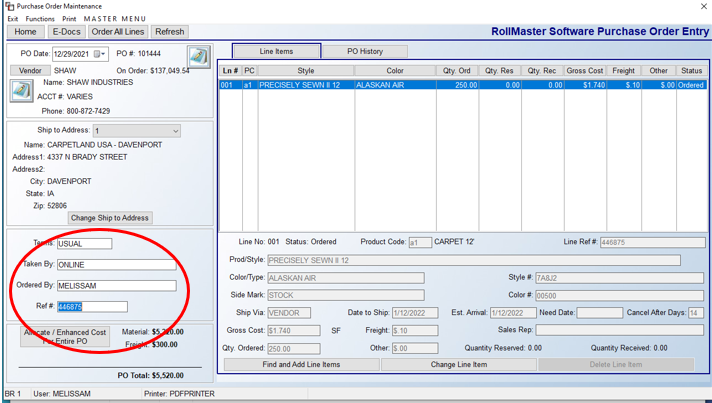 Purchase Order Maintenance
Exit Functions Print MASTER MENU
Home E-Docs Order All Lines Refresh RollMaster Software Purchase Order Entry
PO Date: 12/29/2021 PO #: 101444
Vendor SHAW On Order: $137,049.54
Name: SHAW INDUSTRIES
ACCT #: VARIES
Phone: 800-872-7429
Ship to Address: 1
Name: CARPETLAND USA - DAVENPORT
Address1: 4337 N BRADY STREET
Address2:
City: DAVENPORT
State: IA
Zip: 52806
Change Ship to Address
Terms: USUAL
Taken By: ONLINE
Ordered By: MELISSAM
Ref #: 446875
Allocate / Enhanced Cost
Per Entire PO
Material: $5,220.00
Freight: $300.00
PO Total: $5,520.00
Line Items PO History
Ln # PC Style Color Qty. Ord Qty. Res Qty. Rec Gross Cost Freight Other Status
001 a1 PRECISELY SEWN II 12 ALASKAN AIR 250.00 0.00 0.00 $1.740 $.10 $.00 Ordered
Line No: 001 Status: Ordered Product Code: a1 CARPET 12' Line Ref #: 446875
Prod/Style: PRECISELY SEWN II 12
Color/Type: ALASKAN AIR Style #: 7A8J2
Side Mark: STOCK Color #: 00500
Ship Via: VENDOR Date to Ship: 1/12/2022 Est. Arrival: 1/12/2022 Need Date: Cancel After Days: 14
Gross Cost: $1.740 SF Freight: $.10 Sales Rep:
Qty. Ordered: 250.00 Other: $.00 Quantity Reserved: 0.00 Quantity Received: 0.00
Find and Add Line Items Change Line Item Delete Line Item
BR 1 User: MELISSAM Printer: PDFPRINTER